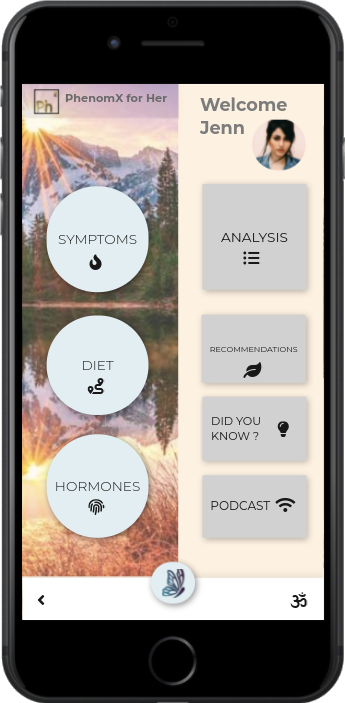 Ph
PhenomX for Her
Welcome
Jenn
SYMPTOMS
DIET
HORMONES
ANALYSIS
RECOMMENDATIONS
DID YOU
KNOW ?
PODCAST
ॐ